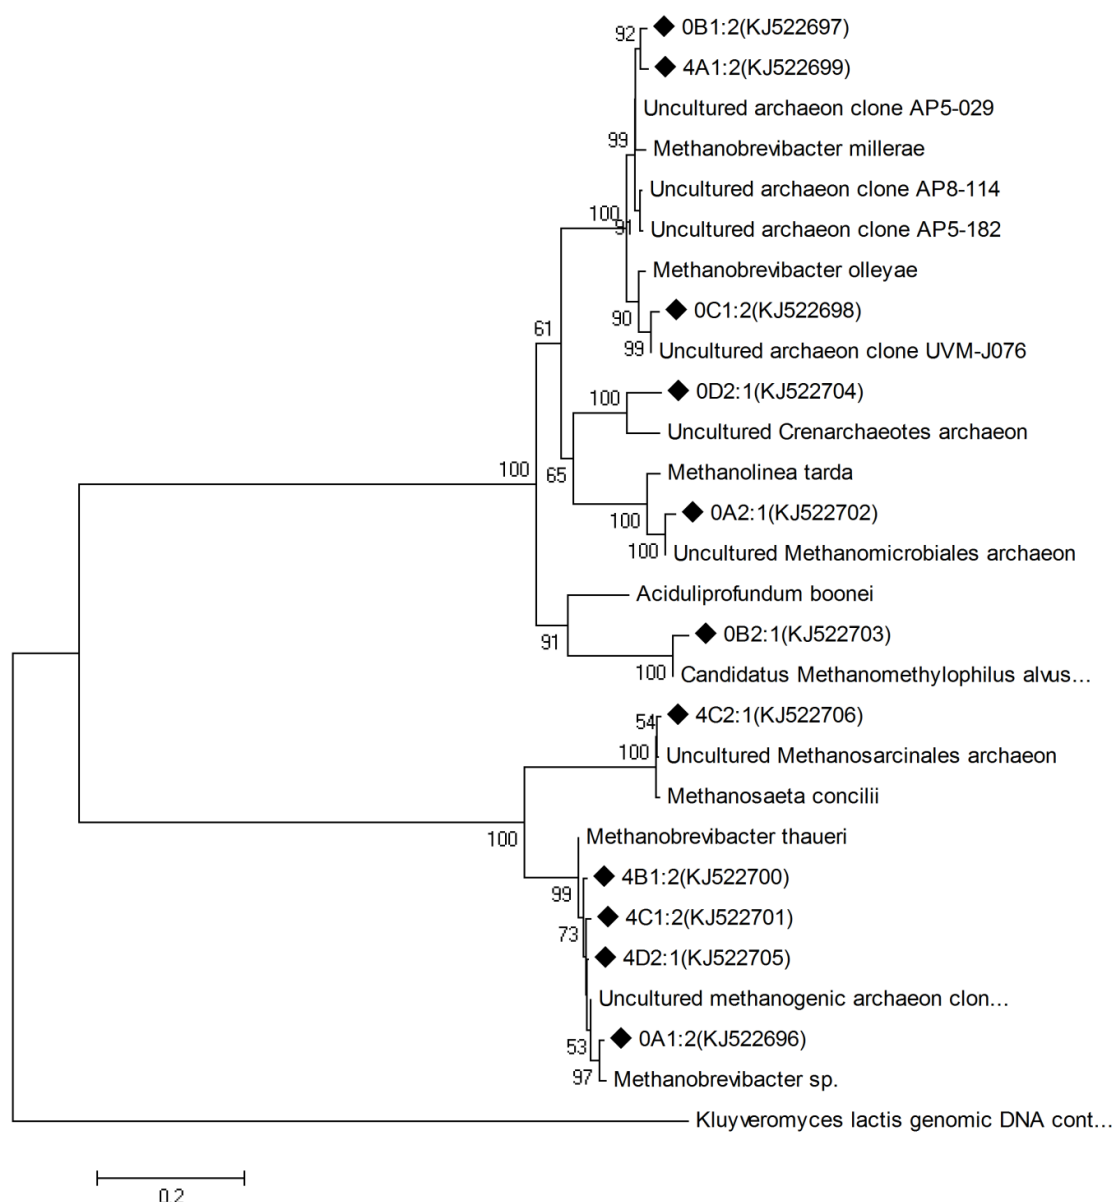 92
◆ 0B1:2(KJ522697)
◆ 4A1:2(KJ522699)
Uncultured archaeon clone AP5-029
99
Methanobrevibacter millerae
Uncultured archaeon clone AP8-114
100
91
Uncultured archaeon clone AP5-182
Methanobrevibacter olleyae
90
◆ 0C1:2(KJ522698)
61
99
Uncultured archaeon clone UVM-J076
◆ 0D2:1(KJ522704)
100
Uncultured Crenarchaeotes archaeon
100
65
Methanolinea tarda
◆ 0A2:1(KJ522702)
100
100
Uncultured Methanomicrobiales archaeon
Aciduliprofundum boonei
◆ 0B2:1(KJ522703)
91
100
Candidatus Methanomethylophilus alvus...
54
◆ 4C2:1(KJ522706)
100
Uncultured Methanosarcinales archaeon
Methanosaeta concilii
100
Methanobrevibacter thaueri
◆ 4B1:2(KJ522700)
99
◆ 4C1:2(KJ522701)
73
◆ 4D2:1(KJ522705)
Uncultured methanogenic archaeon clon...
◆ 0A1:2(KJ522696)
53
97
Methanobrevibacter sp.
Kluyveromyces lactis genomic DNA cont...
0.2